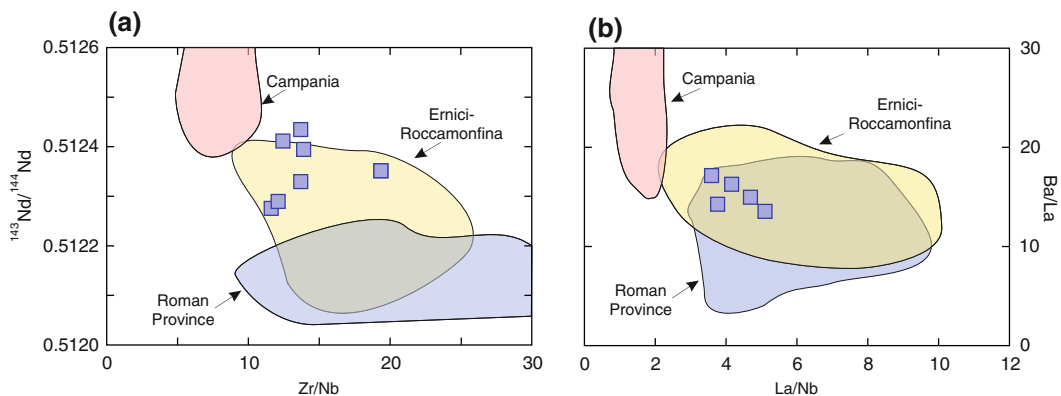 (a)
(b)
0.5126
0.5124
0.5122
0.5120
¹⁴³Nd/¹⁴⁴Nd
Campania
Ernici-
Roccamonfina
Roman
Province
0
10
20
30
Zr/Nb
Campania
Ernici-
Roccamonfina
Roman
Province
30
20
10
0
Ba/La
0
2
4
6
8
10
12
La/Nb